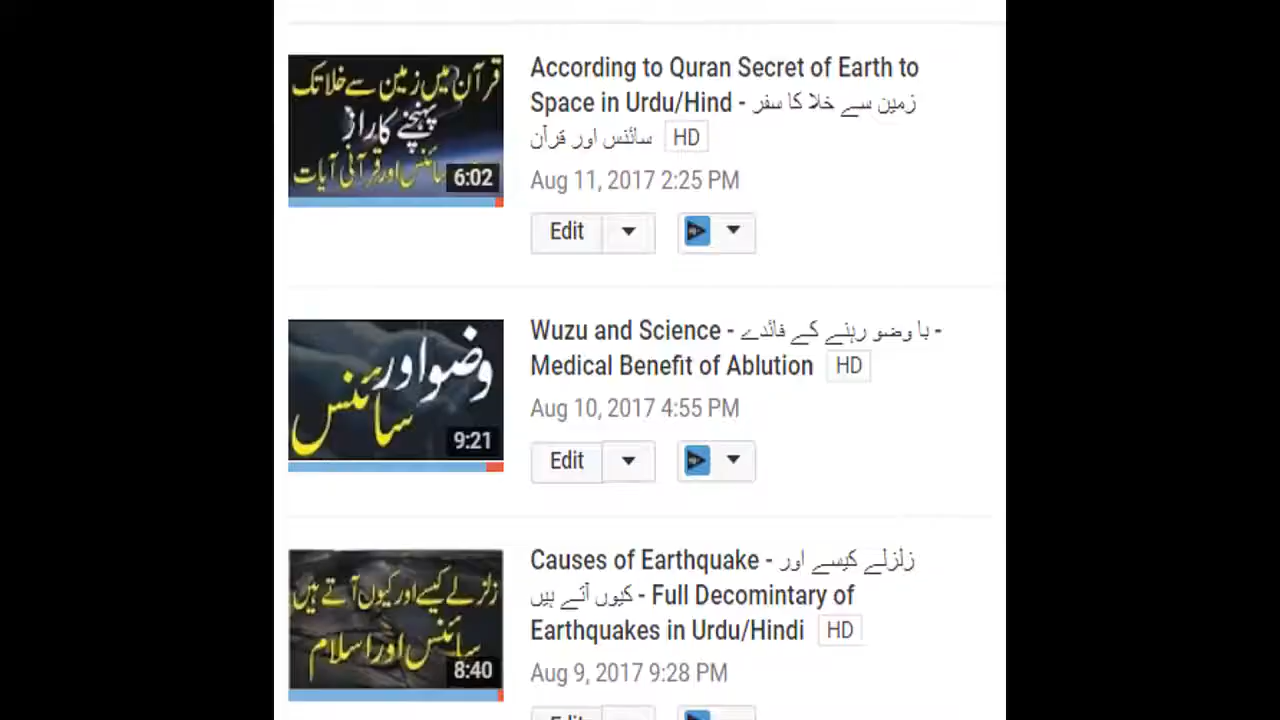 قرآن میں زمین سے خلا تک
پہنچنے کا راز
سائنس اور قرآنی آیات
6:02
According to Quran Secret of Earth to
Space in Urdu/Hind - زمین سے خلا کا سفر
سائنس اور قرآن HD
Aug 11, 2017 2:25 PM
Edit
وضو اور
سائنس
9:21
Wuzu and Science - با وضو رہنے کے فائدے -
Medical Benefit of Ablution HD
Aug 10, 2017 4:55 PM
Edit
زلزلے کیسے اور کیوں آتے ہیں
سائنس اور اسلام
8:40
Causes of Earthquake - زلزلے کیسے اور
کیوں آتے ہیں - Full Decomintary of
Earthquakes in Urdu/Hindi HD
Aug 9, 2017 9:28 PM
Edit